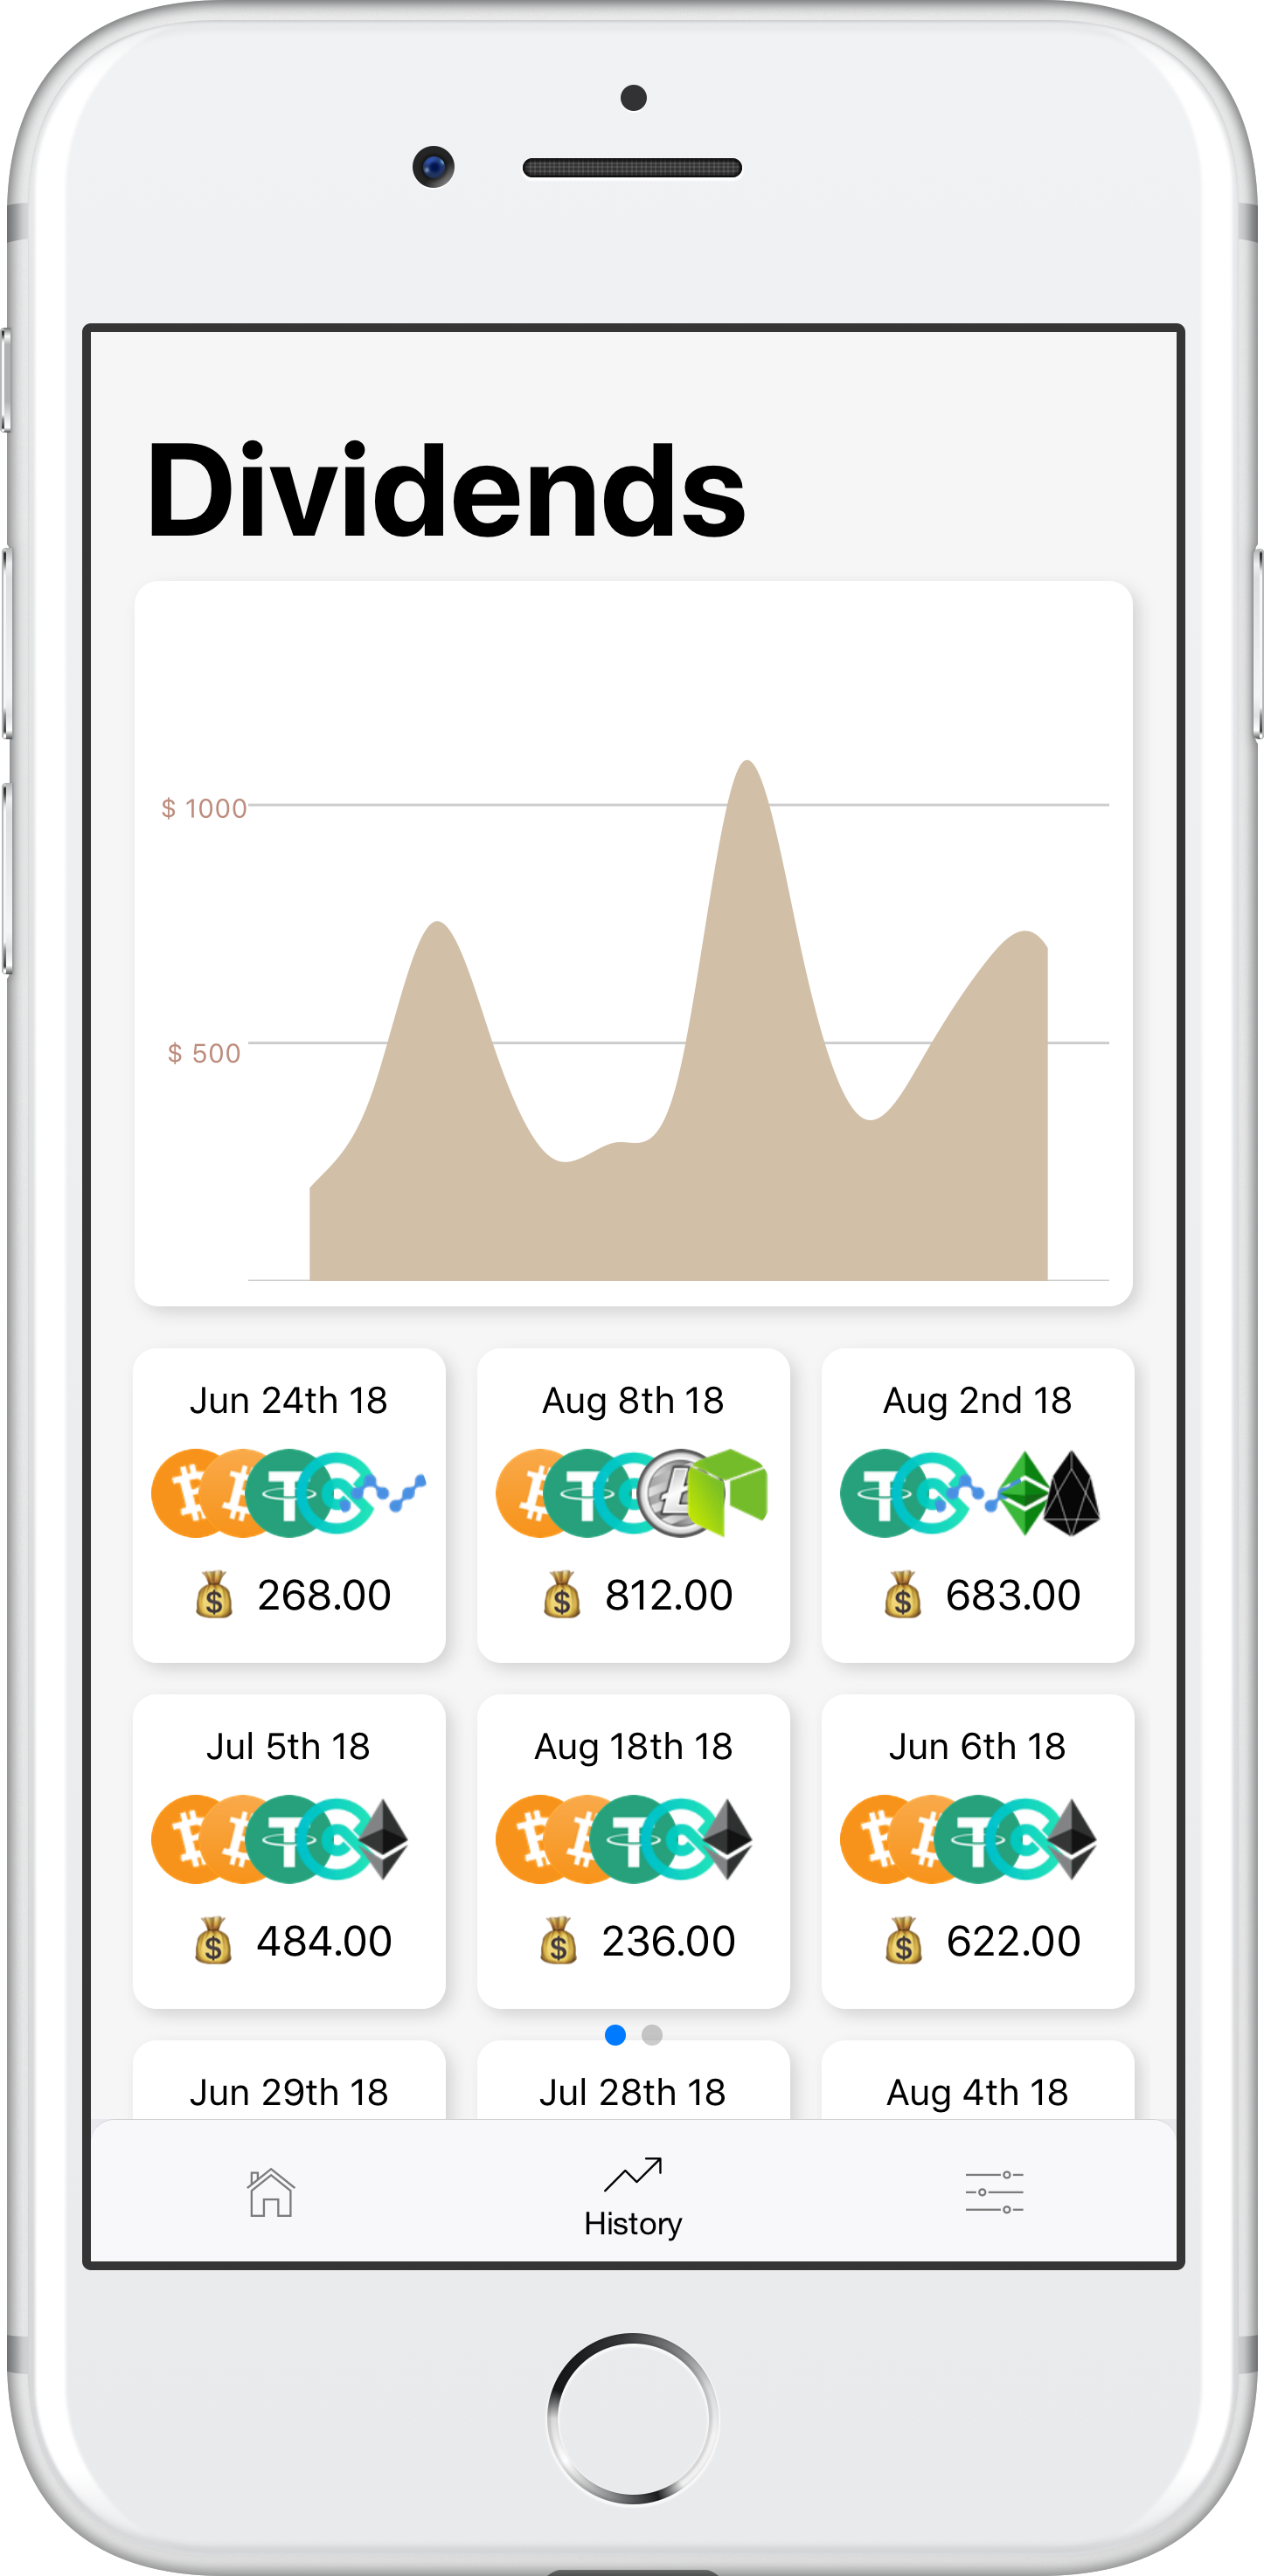 Dividends
$ 1000
$ 500
Jun 24th 18
Aug 8th 18
Aug 2nd 18
268.00
812.00
683.00
Jul 5th 18
Aug 18th 18
Jun 6th 18
484.00
236.00
622.00
Jun 29th 18
Jul 28th 18
Aug 4th 18
History